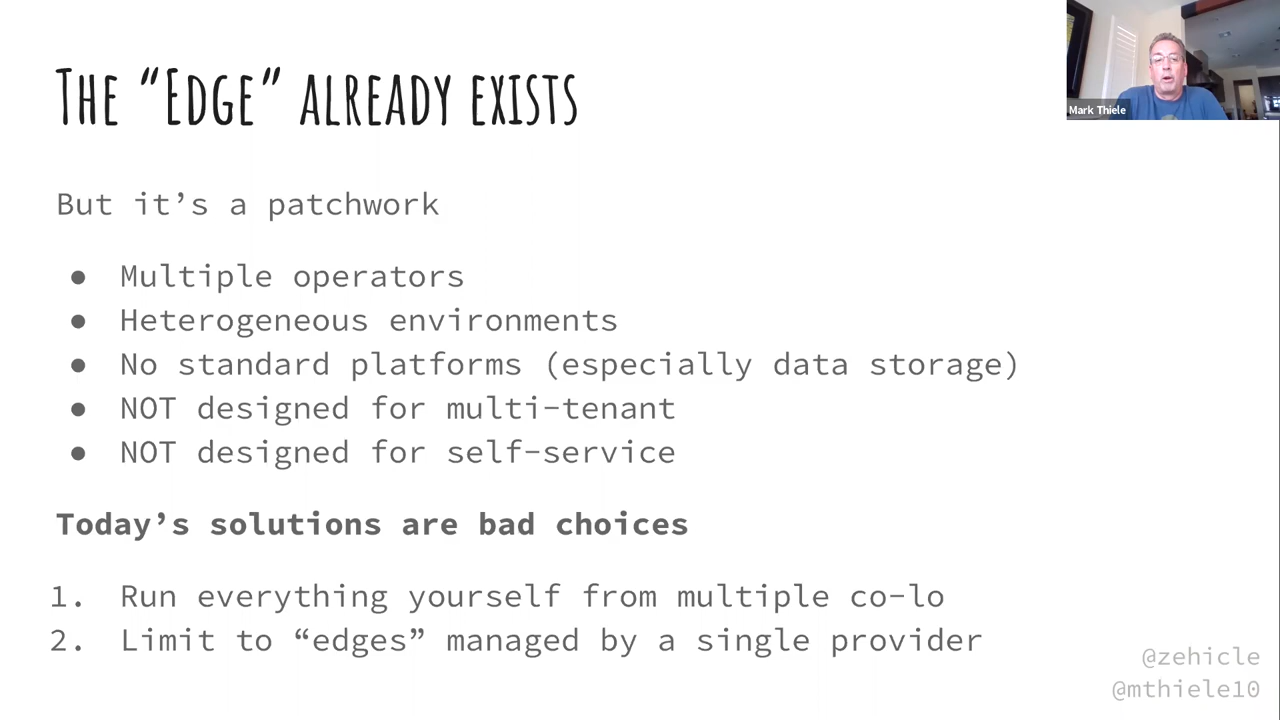 The “Edge” already exists
Mark Thiele
But it’s a patchwork
● Multiple operators
● Heterogeneous environments
● No standard platforms (especially data storage)
● NOT designed for multi-tenant
● NOT designed for self-service
Today’s solutions are bad choices
1. Run everything yourself from multiple co-lo
2. Limit to “edges” managed by a single provider
@zehicle
@mthiele10